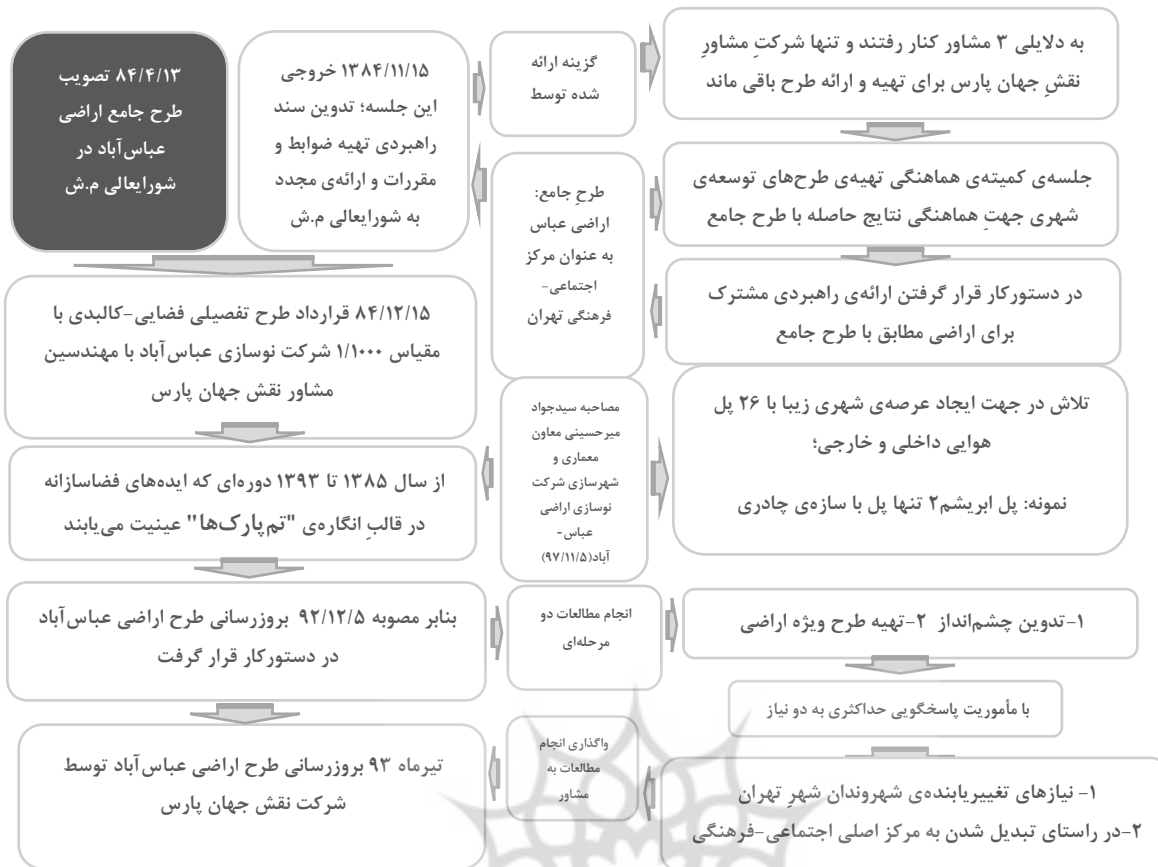 به دلایلی ۳ مشاور کنار رفتند و تنها شرکتِ مشاورِ
نقشِ جهان پارس برای تهیه و ارائه طرح باقی ماند
گزینه ارائه
شده توسط
۱۳۸۴/۱۱/۱۵ خروجی
این جلسه؛ تدوین سند
راهبردی تهیه ضوابط و
مقررات و ارائه‌ی مجدد
به شورایعالی م.ش
۸۴/۴/۱۳ تصویب
طرح جامع اراضی
عباس‌آباد در
شورایعالی م.ش
جلسه‌ی کمیته‌ی هماهنگی تهیه‌ی طرح‌های توسعه‌ی
شهری جهتِ هماهنگی نتایج حاصله با طرح جامع
طرحِ جامع:
اراضی عباس
به عنوان مرکز
اجتماعی-
فرهنگی تهران
در دستورکار قرار گرفتن ارائه‌ی راهبردی مشترک
برای اراضی مطابق با طرح جامع
۸۴/۱۲/۱۵ قرارداد طرح تفصیلی فضایی-کالبدی با
مقیاس ۱/۱۰۰۰ شرکت نوسازی عباس‌آباد با مهندسین
مشاور نقش جهان پارس
تلاش در جهت ایجاد عرصه‌ی شهری زیبا با ۲۶ پل
هوایی داخلی و خارجی؛
نمونه: پل ابریشم۲ تنها پل با سازه‌ی چادری
مصاحبه سیدجواد
میرحسینی معاون
معماری و
شهرسازی شرکت
نوسازی اراضی
عباس-
آباد(۹۷/۱۱/۵)
از سال ۱۳۸۵ تا ۱۳۹۳ دوره‌ای که ایده‌های فضاسازانه
در قالبِ انگاره‌ی "تم‌پارک‌ها" عینیت می‌یابند
بنابر مصوبه ۹۲/۱۲/۵ بروزرسانی طرح اراضی عباس‌آباد
در دستورکار قرار گرفت
انجام مطالعات دو
مرحله‌ای
۱-تدوین چشم‌انداز ۲-تهیه طرح ویژه اراضی
با مأموریت پاسخگویی حداکثری به دو نیاز
۱- نیازهای تغییریابنده‌ی شهروندان شهرِ تهران
۲-در راستای تبدیل شدن به مرکز اصلی اجتماعی-فرهنگی
واگذاری انجام
مطالعات به
مشاور
تیرماه ۹۳ بروزرسانی طرح اراضی عباس‌آباد توسط
شرکت نقش جهان پارس